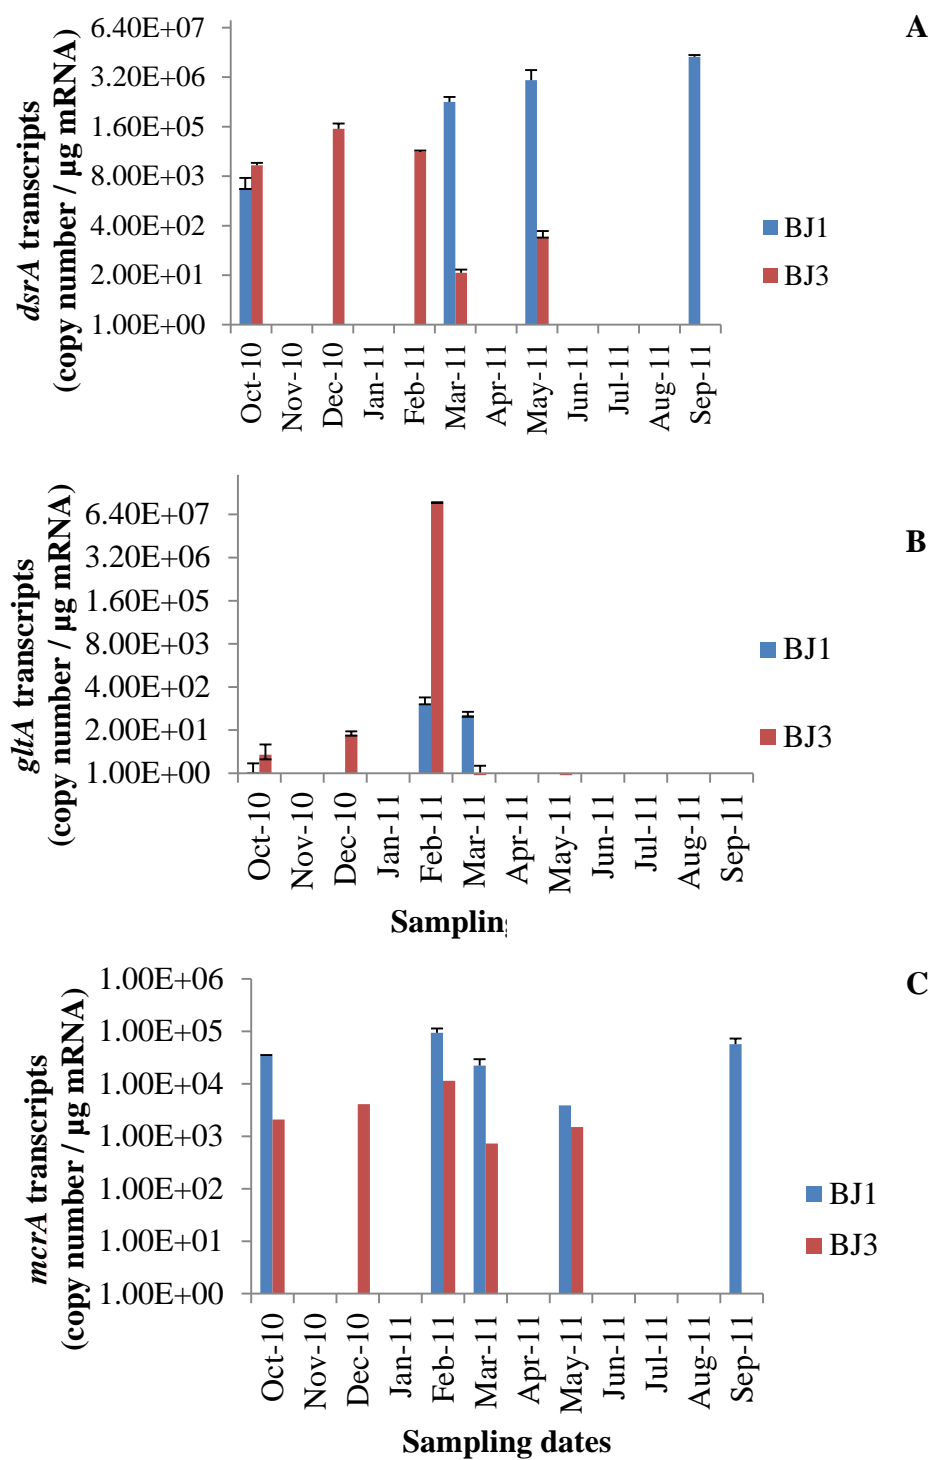 A
6.40E+07
3.20E+06
1.60E+05
8.00E+03
4.00E+02
2.00E+01
1.00E+00
dsrA transcripts
(copy number / µg mRNA)
BJ1
BJ3
Oct-10
Nov-10
Dec-10
Jan-11
Feb-11
Mar-11
Apr-11
May-11
Jun-11
Jul-11
Aug-11
Sep-11
B
6.40E+07
3.20E+06
1.60E+05
8.00E+03
4.00E+02
2.00E+01
1.00E+00
gltA transcripts
(copy number / µg mRNA)
BJ1
BJ3
Oct-10
Nov-10
Dec-10
Jan-11
Feb-11
Mar-11
Apr-11
May-11
Jun-11
Jul-11
Aug-11
Sep-11
Sampling
C
1.00E+06
1.00E+05
1.00E+04
1.00E+03
1.00E+02
1.00E+01
1.00E+00
mcrA transcripts
(copy number / µg mRNA)
BJ1
BJ3
Oct-10
Nov-10
Dec-10
Jan-11
Feb-11
Mar-11
Apr-11
May-11
Jun-11
Jul-11
Aug-11
Sep-11
Sampling dates